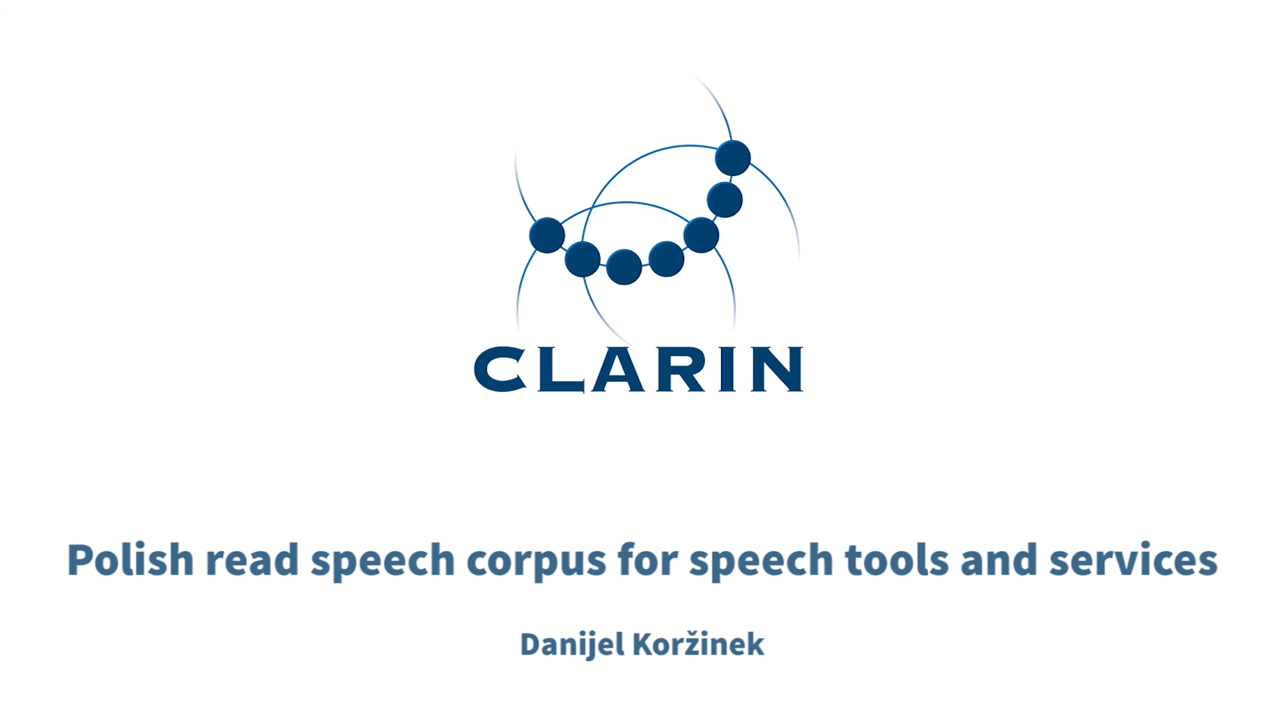 CLARIN
Polish read speech corpus for speech tools and services
Danijel Koržinek